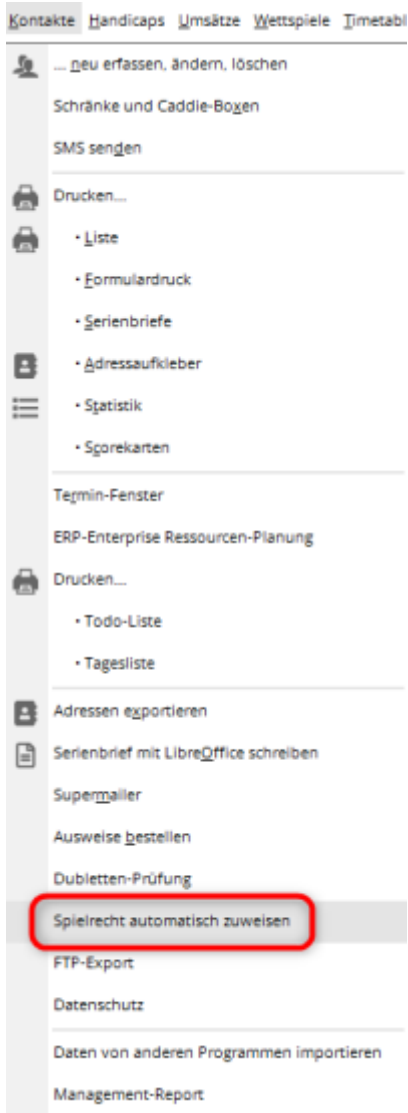 Kontakte Handicaps Umsätze Wettspiele Timetabl
... neu erfassen, ändern, löschen
Schränke und Caddie-Boxen
SMS senden
Drucken...
• Liste
• Formulardruck
• Serienbriefe
• Adressaufkleber
• Statistik
• Scorekarten
Termin-Fenster
ERP-Enterprise Ressourcen-Planung
Drucken...
• Todo-Liste
• Tagesliste
Adressen exportieren
Serienbrief mit LibreOffice schreiben
Supermailer
Ausweise bestellen
Dubletten-Prüfung
Spielrecht automatisch zuweisen
FTP-Export
Datenschutz
Daten von anderen Programmen importieren
Management-Report